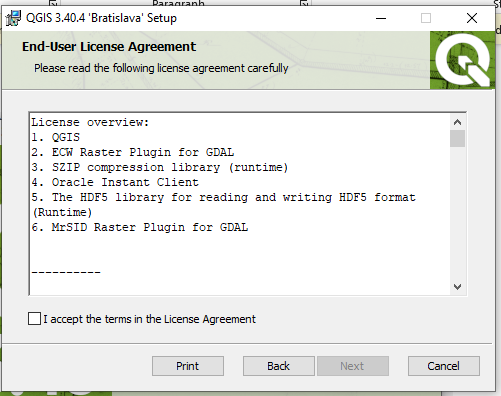 Paragraph
QGIS 3.40.4 'Bratislava' Setup
End-User License Agreement
Please read the following license agreement carefully
License overview:
1. QGIS
2. ECW Raster Plugin for GDAL
3. SZIP compression library (runtime)
4. Oracle Instant Client
5. The HDF5 library for reading and writing HDF5 format
(Runtime)
6. MrSID Raster Plugin for GDAL
----------
I accept the terms in the License Agreement
Print
Back
Next
Cancel